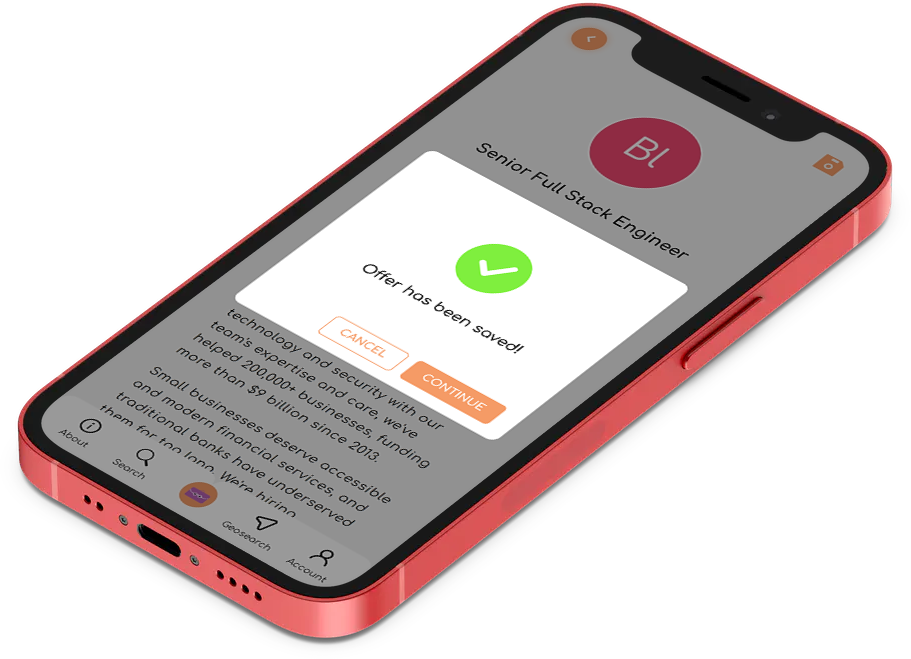 Bl
Senior Full Stack Engineer
Offer has been saved!
CANCEL
CONTINUE
technology and security with our
team's expertise and care, we've
helped 200,000+ businesses, funding
more than $9 billion since 2013.
Small businesses deserve accessible
and modern financial services, and
traditional banks have underserved
them for too long. We're hiring
About
Search
Geosearch
Account